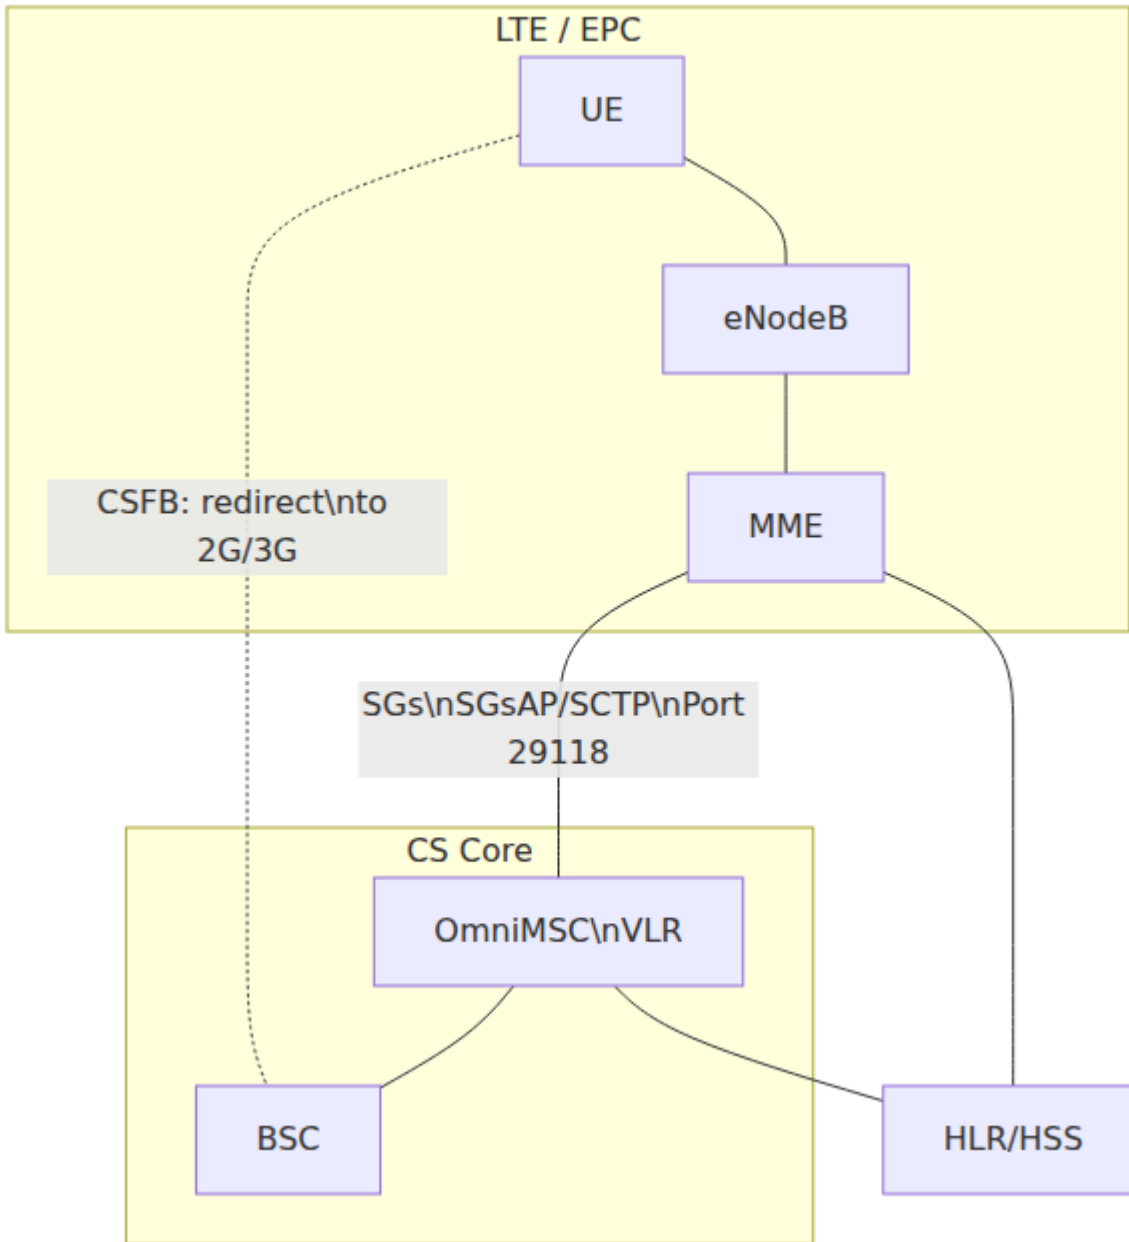 LTE / EPC
UE
eNodeB
CSFB: redirect\nto
2G/3G
MME
SGs\nSGsAP/SCTP\nPort
29118
CS Core
OmniMSC\nVLR
BSC
HLR/HSS